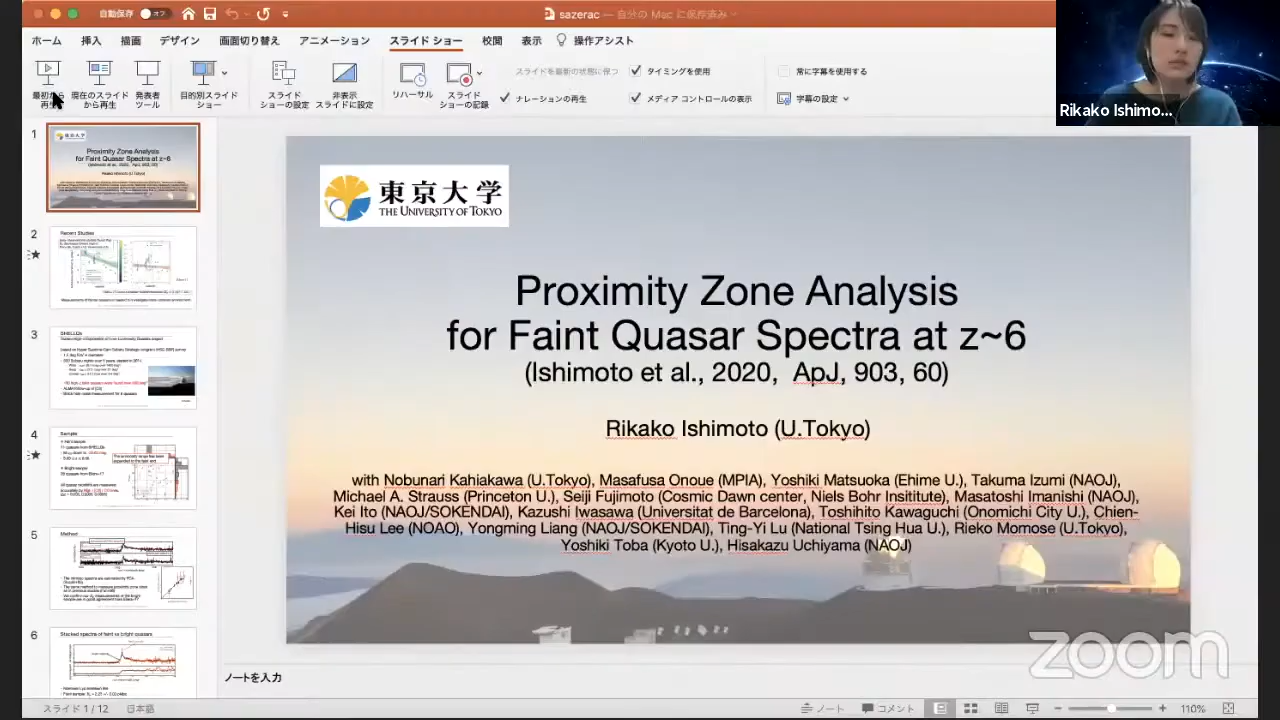 自動保存 オフ
sazerac — 自分の Mac に保存済み
ホーム 挿入 描画 デザイン 画面切り替え アニメーション スライド ショー 校閲 表示 操作アシスト
最初から
再生
現在のスライド
から再生
発表者
ツール
目的別スライド
ショー
スライド
ショーの設定
非表示
スライドに設定
リハーサル
スライド
ショーの記録
スライドを最新の状態に保つ
ナレーションの再生
タイミングを使用
メディア コントロールの表示
常に字幕を使用する
字幕の設定
Rikako Ishimo...
1
Proximity Zone Analysis
for Faint Quasar Spectra at z~6
2
Recent Studies
3
SHELLQs
4
Sample
5
Method
6
Stacked spectra of faint vs bright quasars
東京大学
THE UNIVERSITY OF TOKYO
Proximity Zone Analysis
for Faint Quasar Spectra at z~6
(Ishimoto et al., 2020, ApJ, 903, 60)
Rikako Ishimoto (U.Tokyo)
with Nobunari Kahiakawa (U.Tokyo), Masafusa Onoue (MPIA), Yoshiki Matsuoka (Ehime U.), Takuma Izumi (NAOJ),
Michael A. Strauss (Princeton U.), Seiji Fujimoto (Cosmic Dawn center, Niels Bohr Insititute), Masatoshi Imanishi (NAOJ),
Kei Ito (NAOJ/SOKENDAI), Kazushi Iwasawa (Universitat de Barcelona), Toshihito Kawaguchi (Onomichi City U.), Chien-
Hisu Lee (NOAO), Yongming Liang (NAOJ/SOKENDAI), Ting-Yi Lu (National Tsing Hua U.), Rieko Momose (U.Tokyo),
Yoshiki Toba (Kyoto U.), Hisakazu Uchiyama (NAOJ)
zoom
ノートを入力
スライド 1 / 12 日本語
ノート コメント 110%